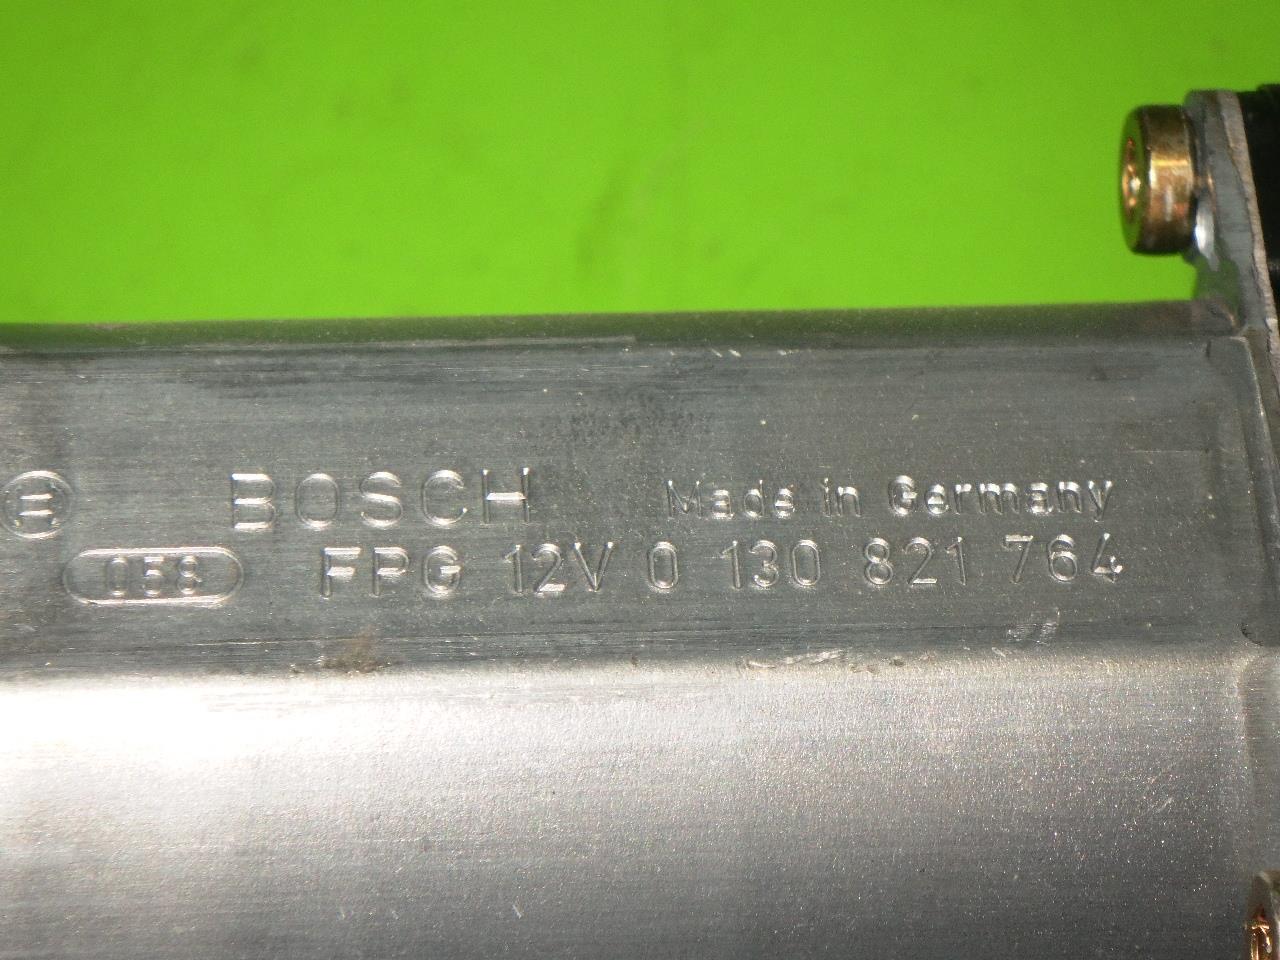 BOSCH Made in Germany
058 FPG 12V 0 130 821 764